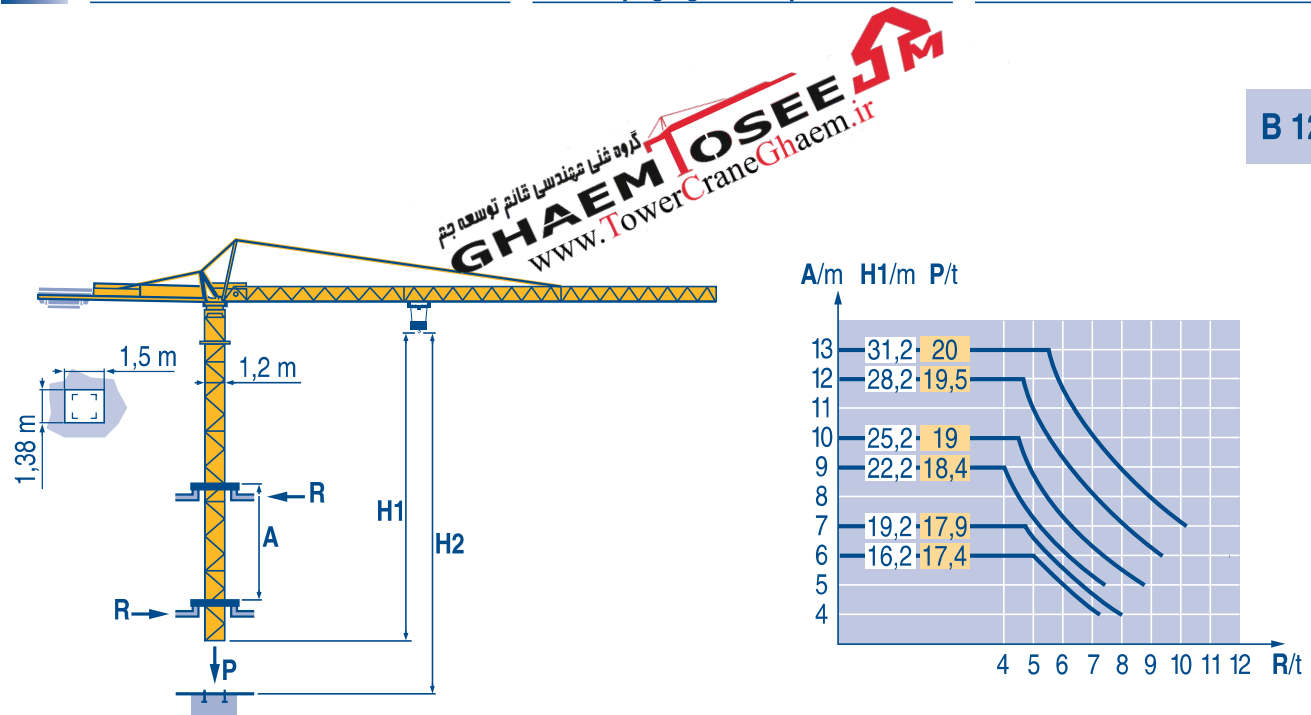 گروه فنی مهندسی قائم توسعه جم
GHAEM TOSEE JM
www.TowerCraneGhaem.ir
B 12
A/m H1/m P/t
13 31,2 20
12 28,2 19,5
11
10 25,2 19
9 22,2 18,4
8
7 19,2 17,9
6 16,2 17,4
5
4
4 5 6 7 8 9 10 11 12 R/t
1,5 m
1,2 m
1,38 m
R
A
R
H1
H2
P